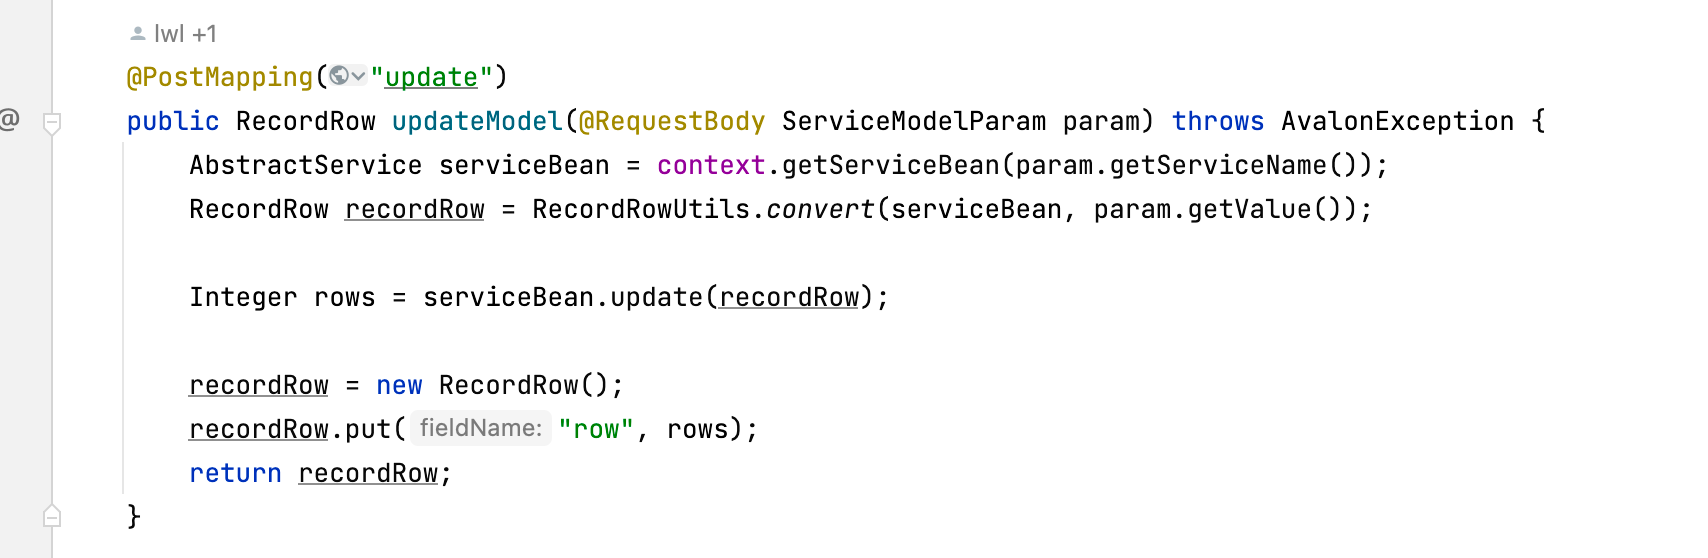 lwl +1
@PostMapping("update")
@ public RecordRow updateModel(@RequestBody ServiceModelParam param) throws AvalonException {
AbstractService serviceBean = context.getServiceBean(param.getServiceName());
RecordRow recordRow = RecordRowUtils.convert(serviceBean, param.getValue());
Integer rows = serviceBean.update(recordRow);
recordRow = new RecordRow();
recordRow.put( fieldName: "row", rows);
return recordRow;
}